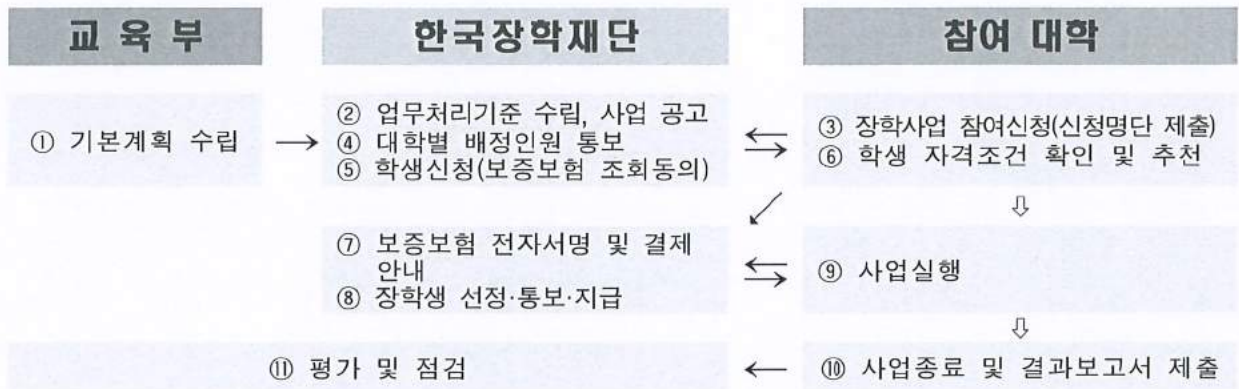 교 육 부
한국장학재단
참여 대학
① 기본계획 수립
② 업무처리기준 수립, 사업 공고
④ 대학별 배정인원 통보
⑤ 학생신청(보증보험 조회동의)
③ 장학사업 참여신청(신청명단 제출)
⑥ 학생 자격조건 확인 및 추천
⑦ 보증보험 전자서명 및 결제
안내
⑧ 장학생 선정·통보·지급
⑨ 사업실행
⑪ 평가 및 점검
⑩ 사업종료 및 결과보고서 제출